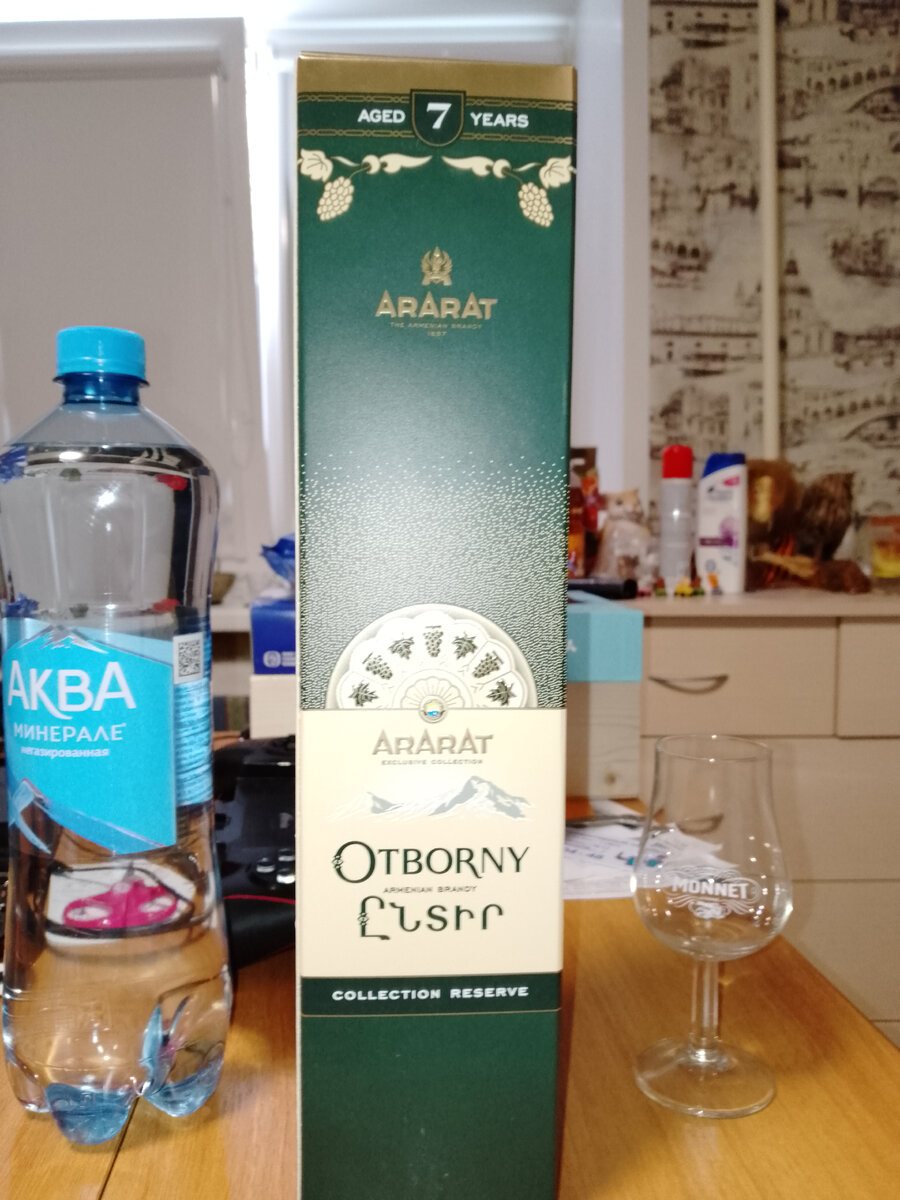 AGED 7 YEARS
ARARAT
THE ARMENIAN BRANDY
1887
ARARAT
EXCLUSIVE COLLECTION
OTBORNY
ARMENIAN BRANDY
ԸՆՏԻՐ
COLLECTION RESERVE
АКВА
МИНЕРАЛЕ
негазированная
MONNET